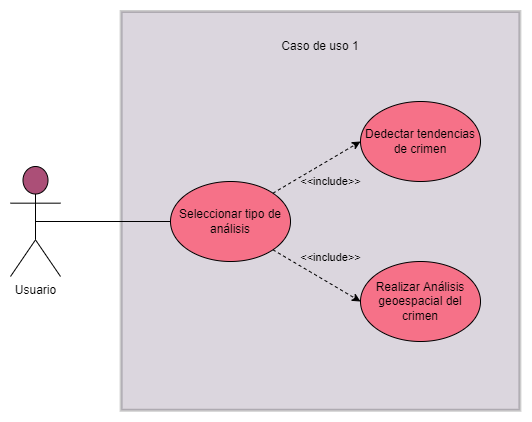 Caso de uso 1
Dedectar tendencias
de crimen
<<include>>
Seleccionar tipo de
análisis
<<include>>
Realizar Análisis
geoespacial del
crimen
Usuario